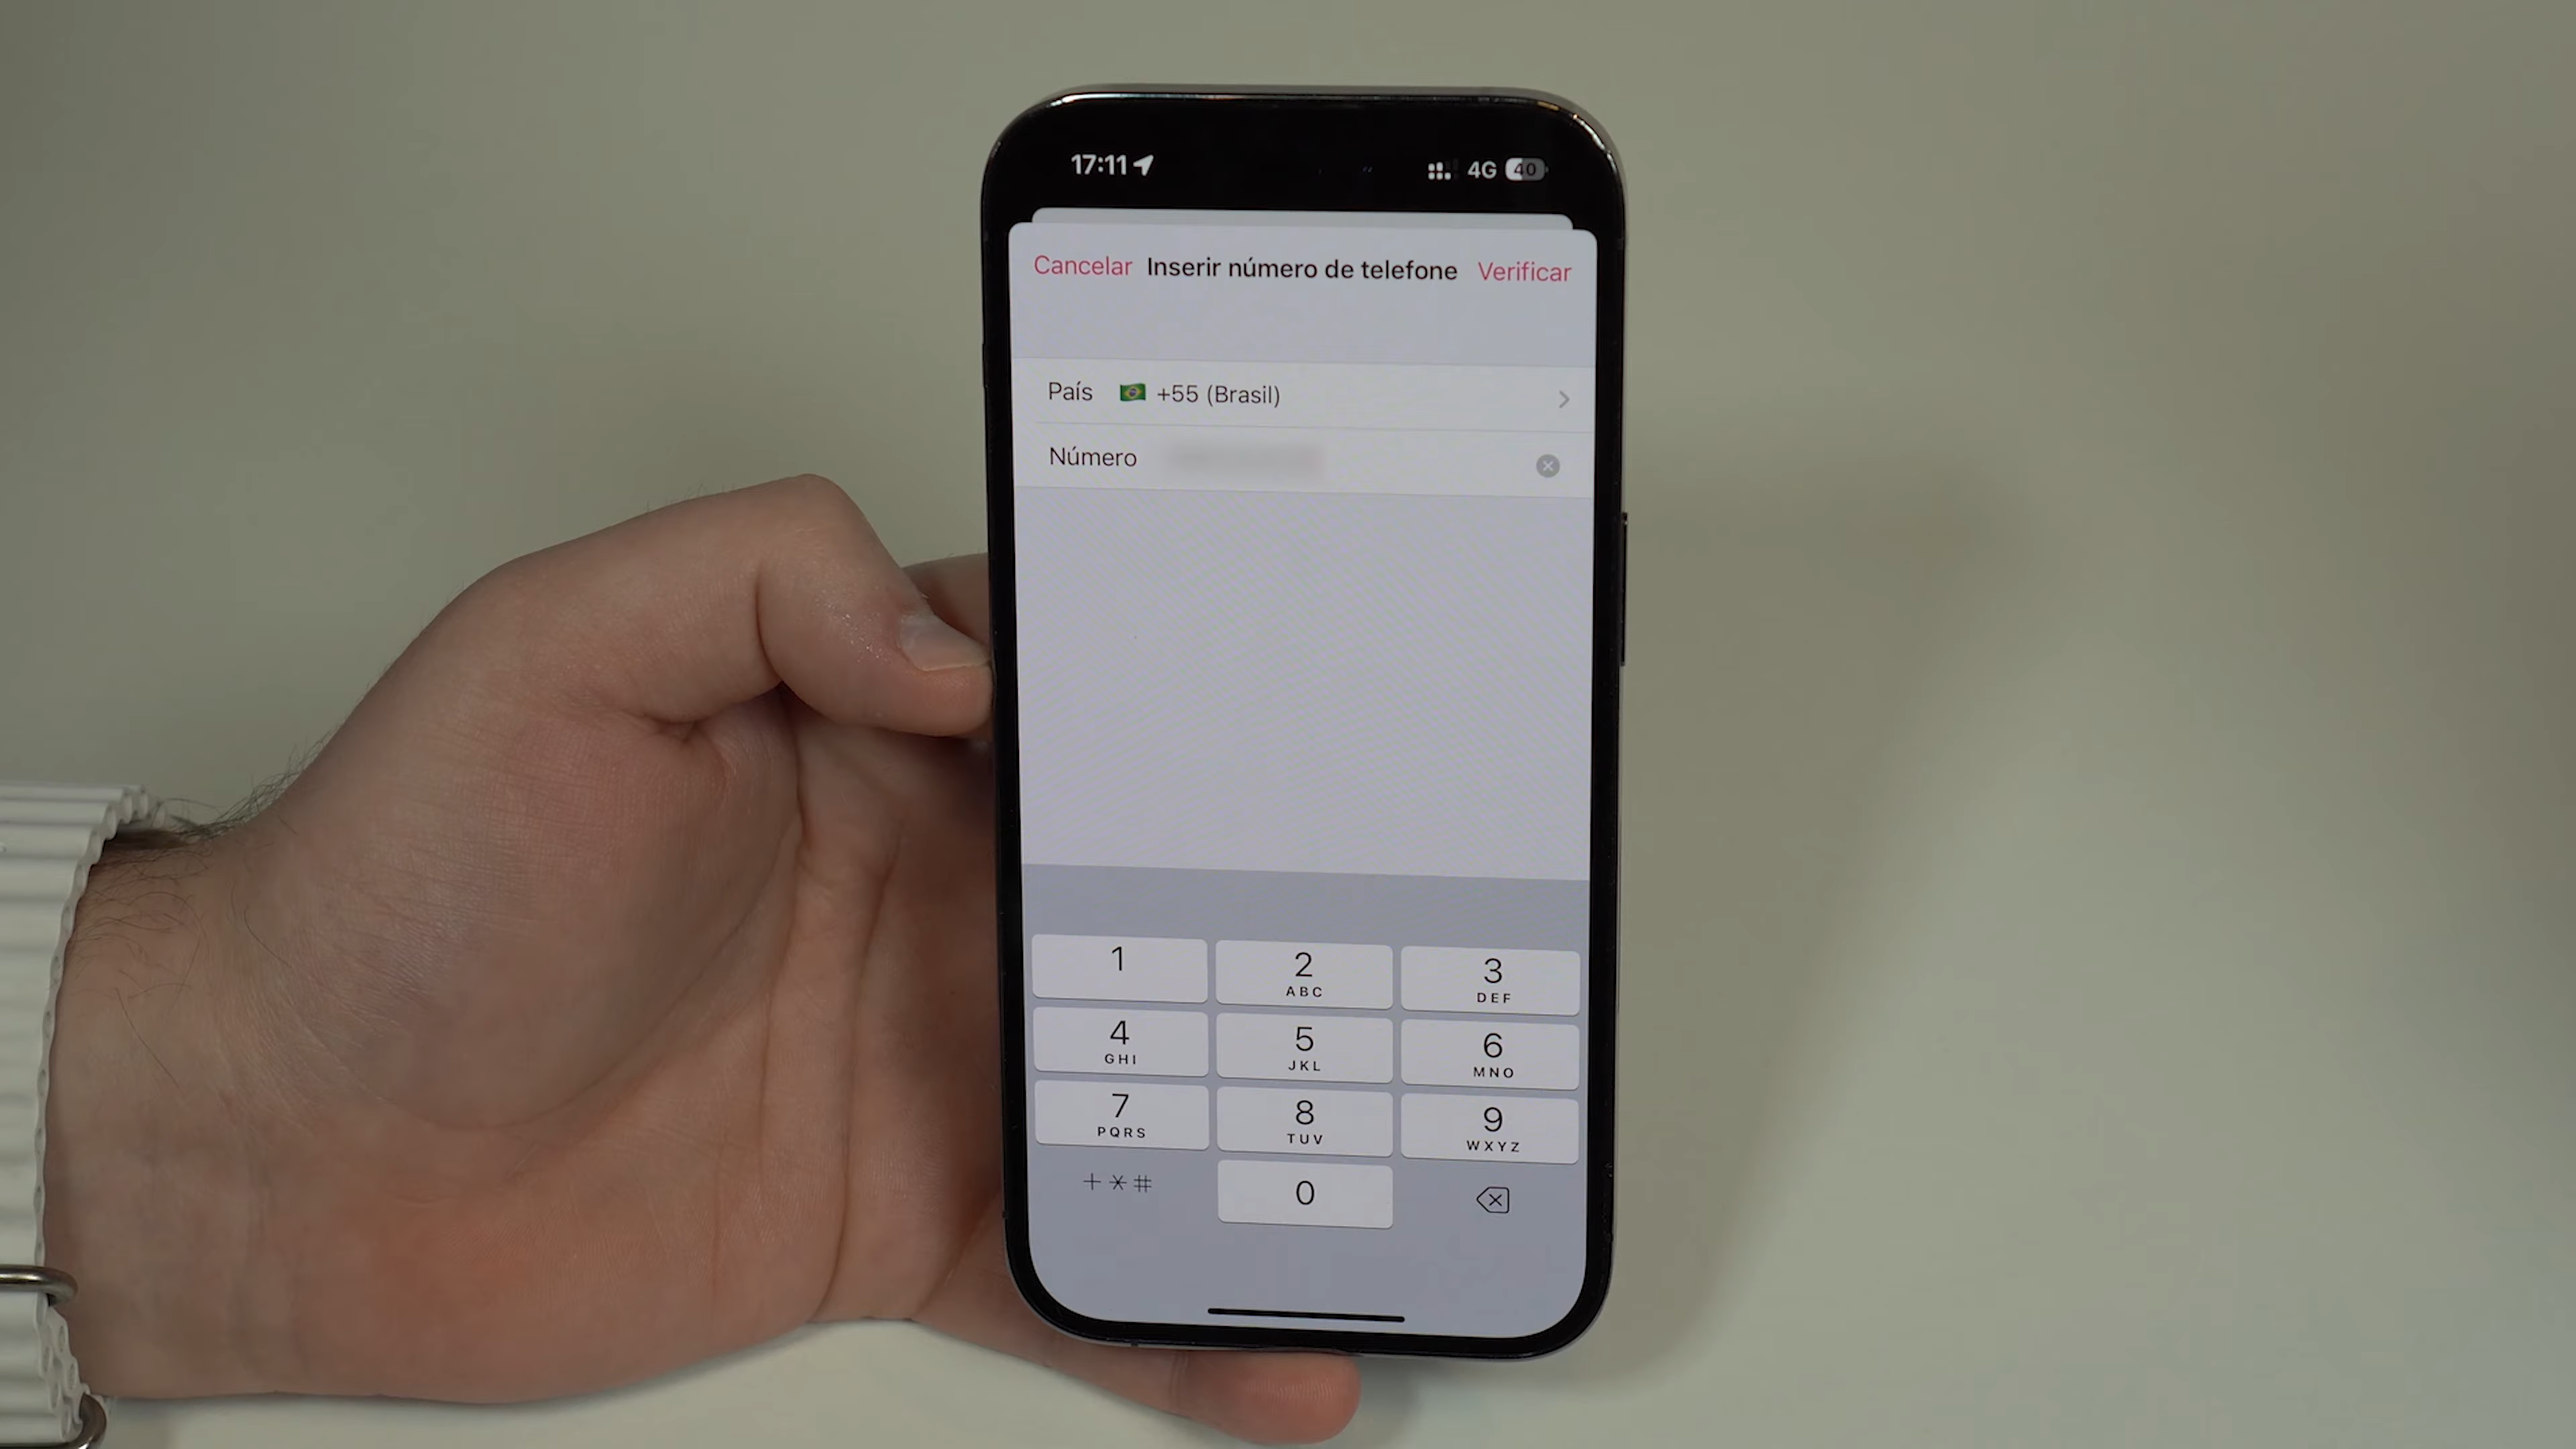 17:11 4G 40
Cancelar Inserir número de telefone Verificar
País +55 (Brasil)
Número
1 2 3
ABC DEF
4 5 6
GHI JKL MNO
7 8 9
PQRS TUV WXYZ
+*# 0